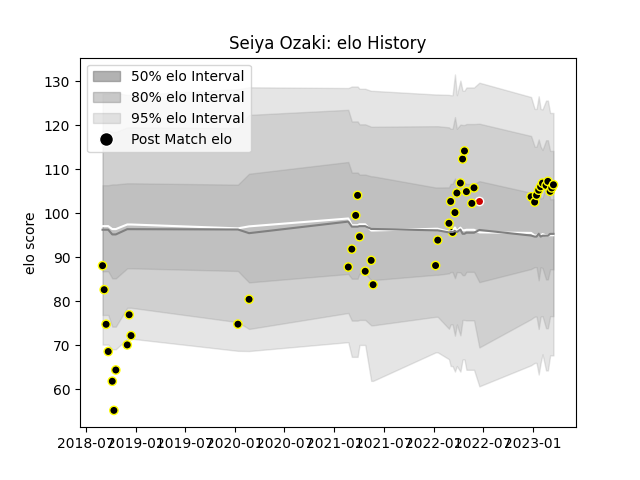 Seiya Ozaki: elo History
50% elo Interval
80% elo Interval
95% elo Interval
Post Match elo
elo score
130
120
110
100
90
80
70
60
2018-07 2019-01 2019-07 2020-01 2020-07 2021-01 2021-07 2022-01 2022-07 2023-01